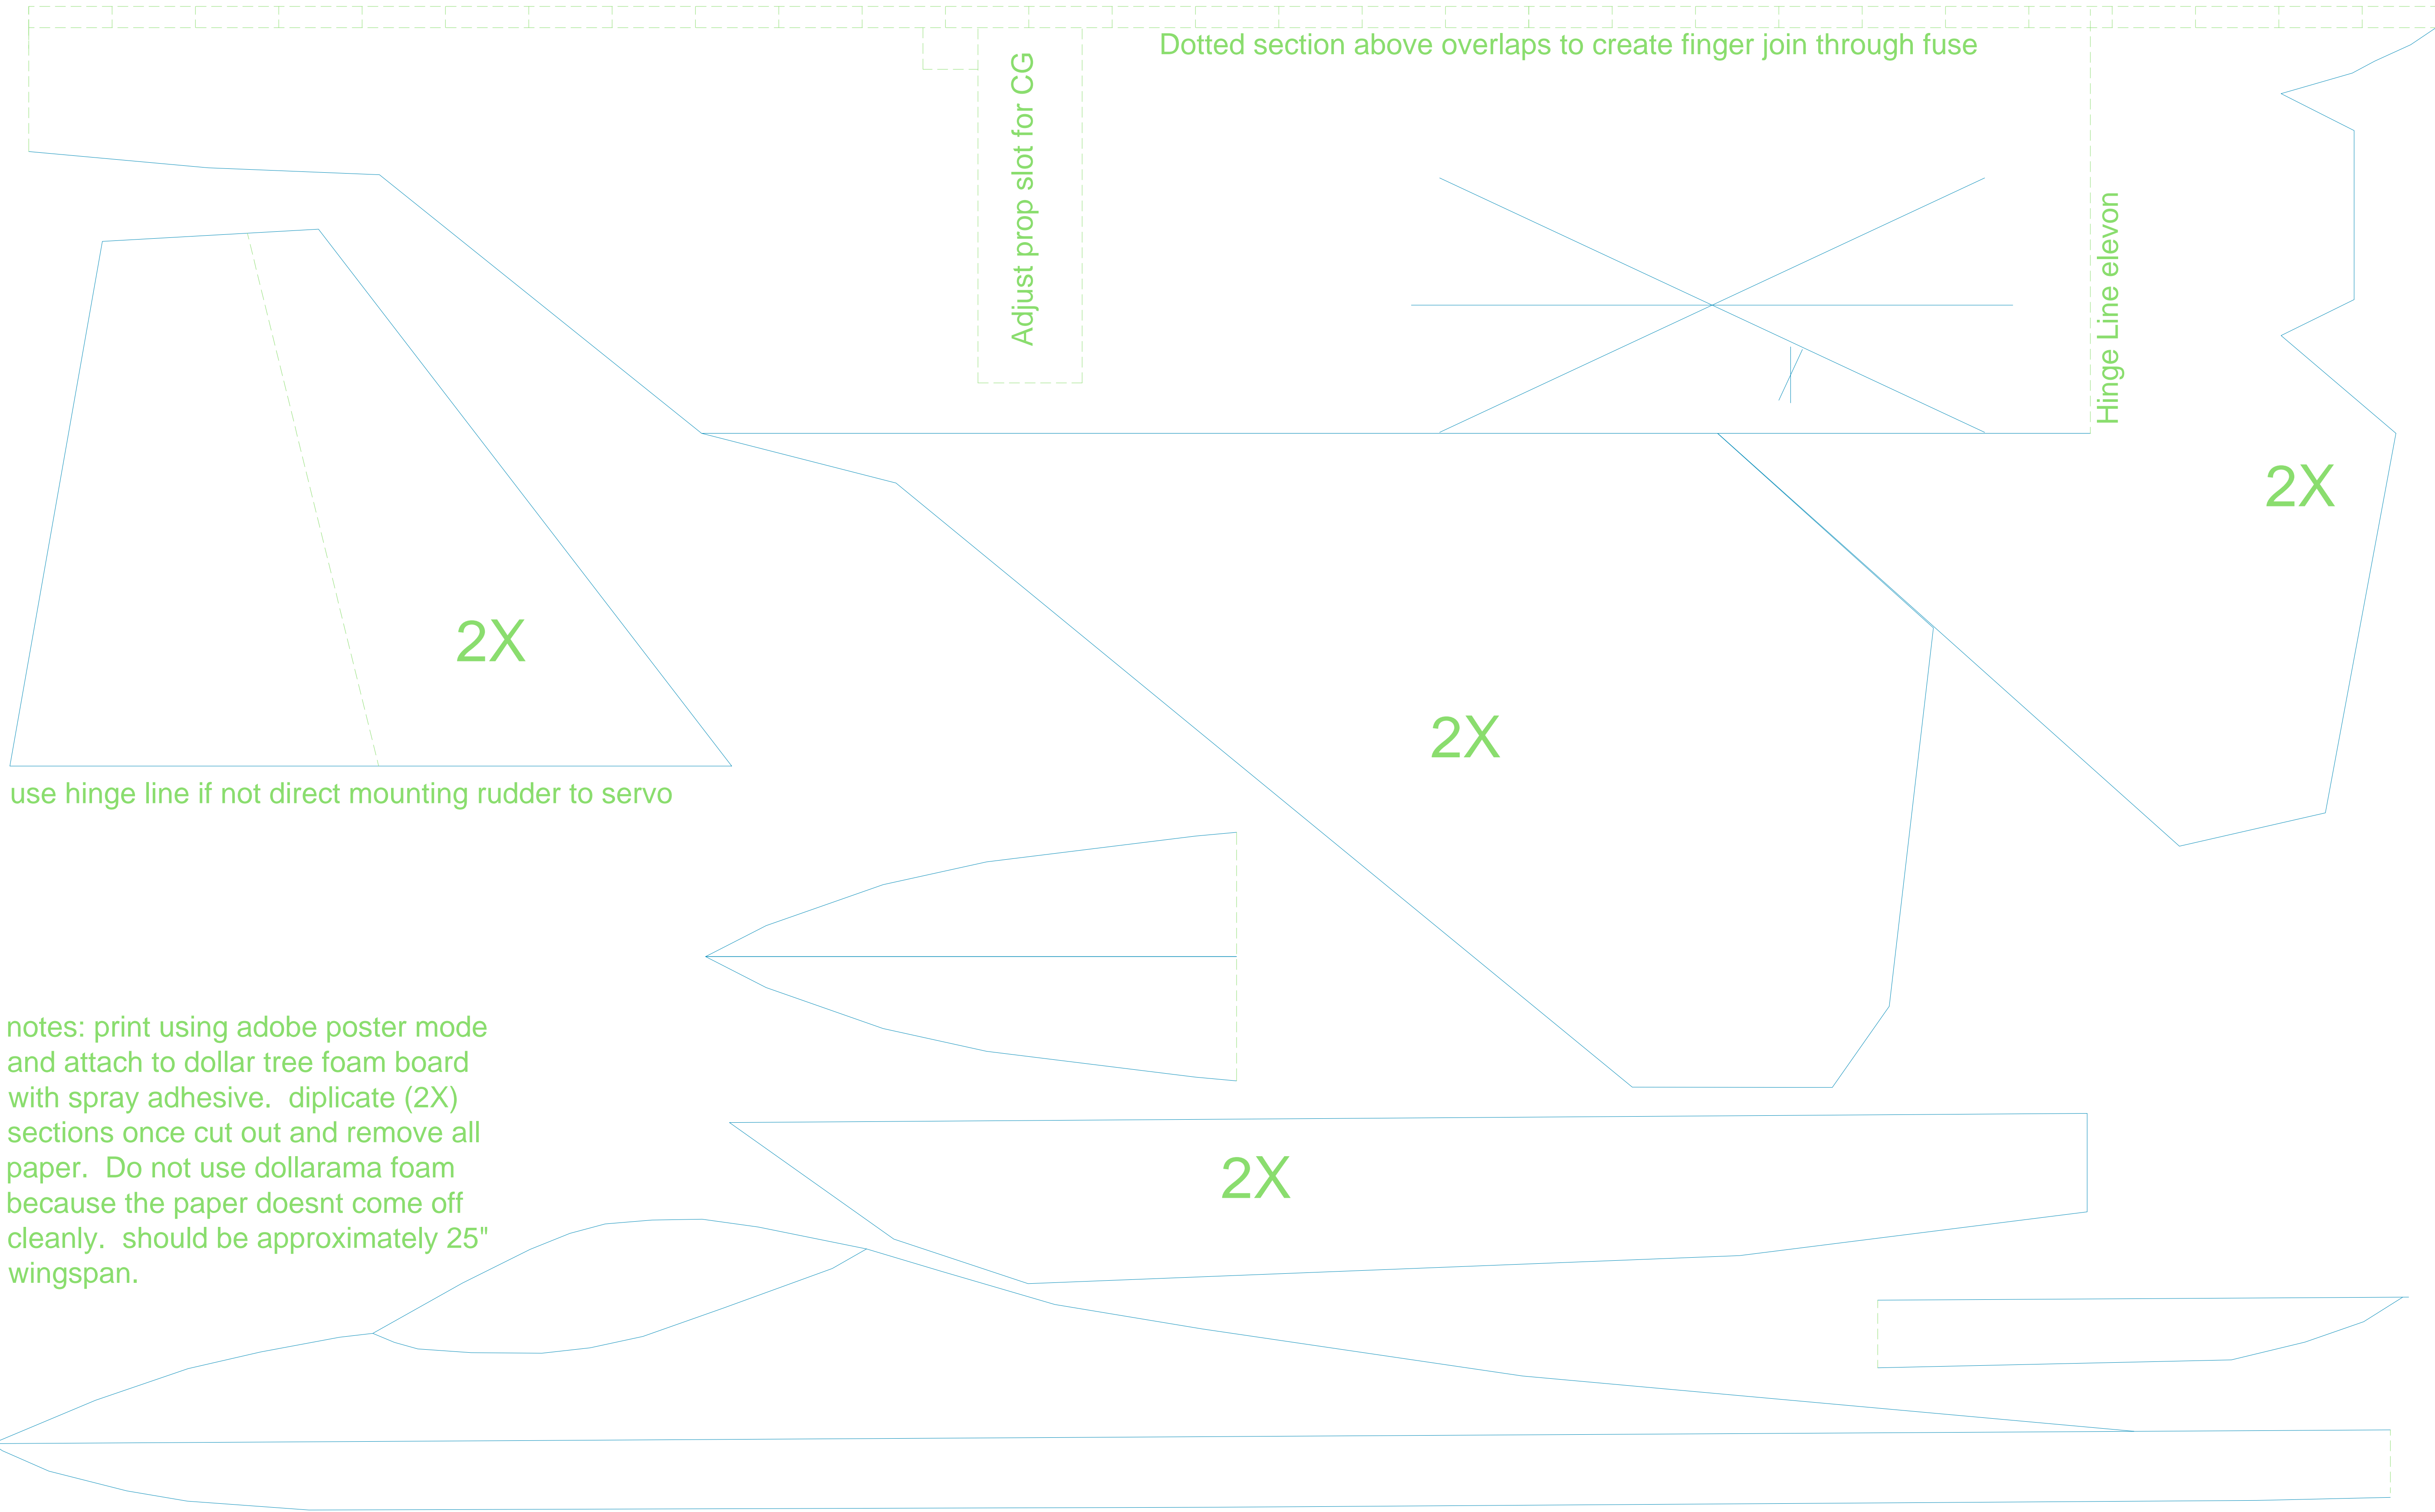 Dotted section above overlaps to create finger join through fuse
Adjust prop slot for CG
Hinge Line elevon
2X
2X
2X
use hinge line if not direct mounting rudder to servo
notes: print using adobe poster mode
and attach to dollar tree foam board
with spray adhesive.  diplicate (2X)
sections once cut out and remove all
paper.  Do not use dollarama foam
because the paper doesnt come off
cleanly.  should be approximately 25"
wingspan.
2X